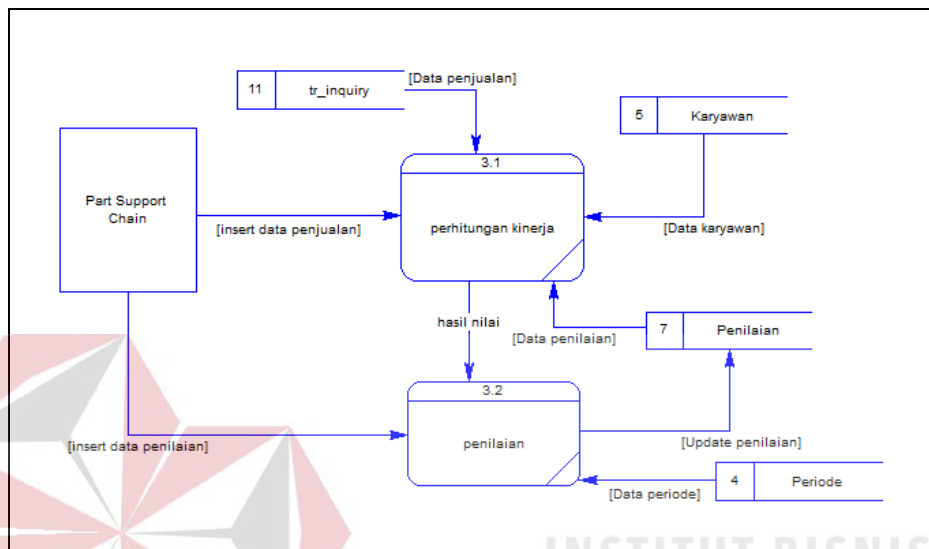 11 tr_inquiry
[Data penjualan]
5 Karyawan
Part Support
Chain
3.1
perhitungan kinerja
[insert data penjualan]
[Data karyawan]
hasil nilai
[Data penilaian]
7 Penilaian
3.2
penilaian
[insert data penilaian]
[Update penilaian]
[Data periode]
4 Periode
INSTITUT BISNIS